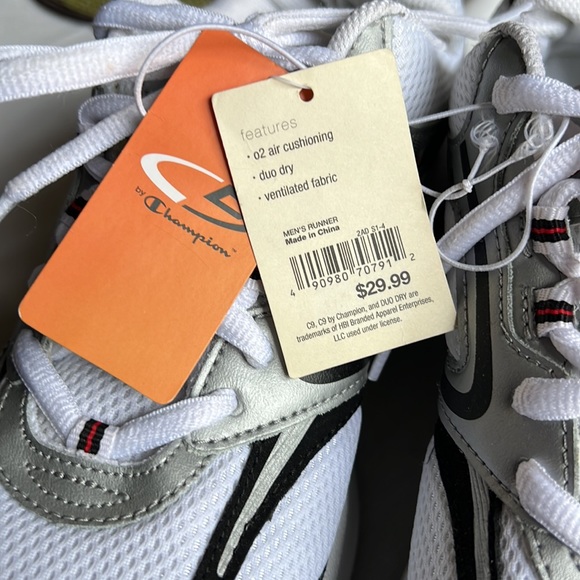 C9
by Champion™
features
• o2 air cushioning
• duo dry
• ventilated fabric
MEN'S RUNNER
Made in China
2AD S1-4
4 90980 70791 2
$29.99
C9, C9 by Champion, and DUO DRY are
trademarks of HBI Branded Apparel Enterprises,
LLC used under license.